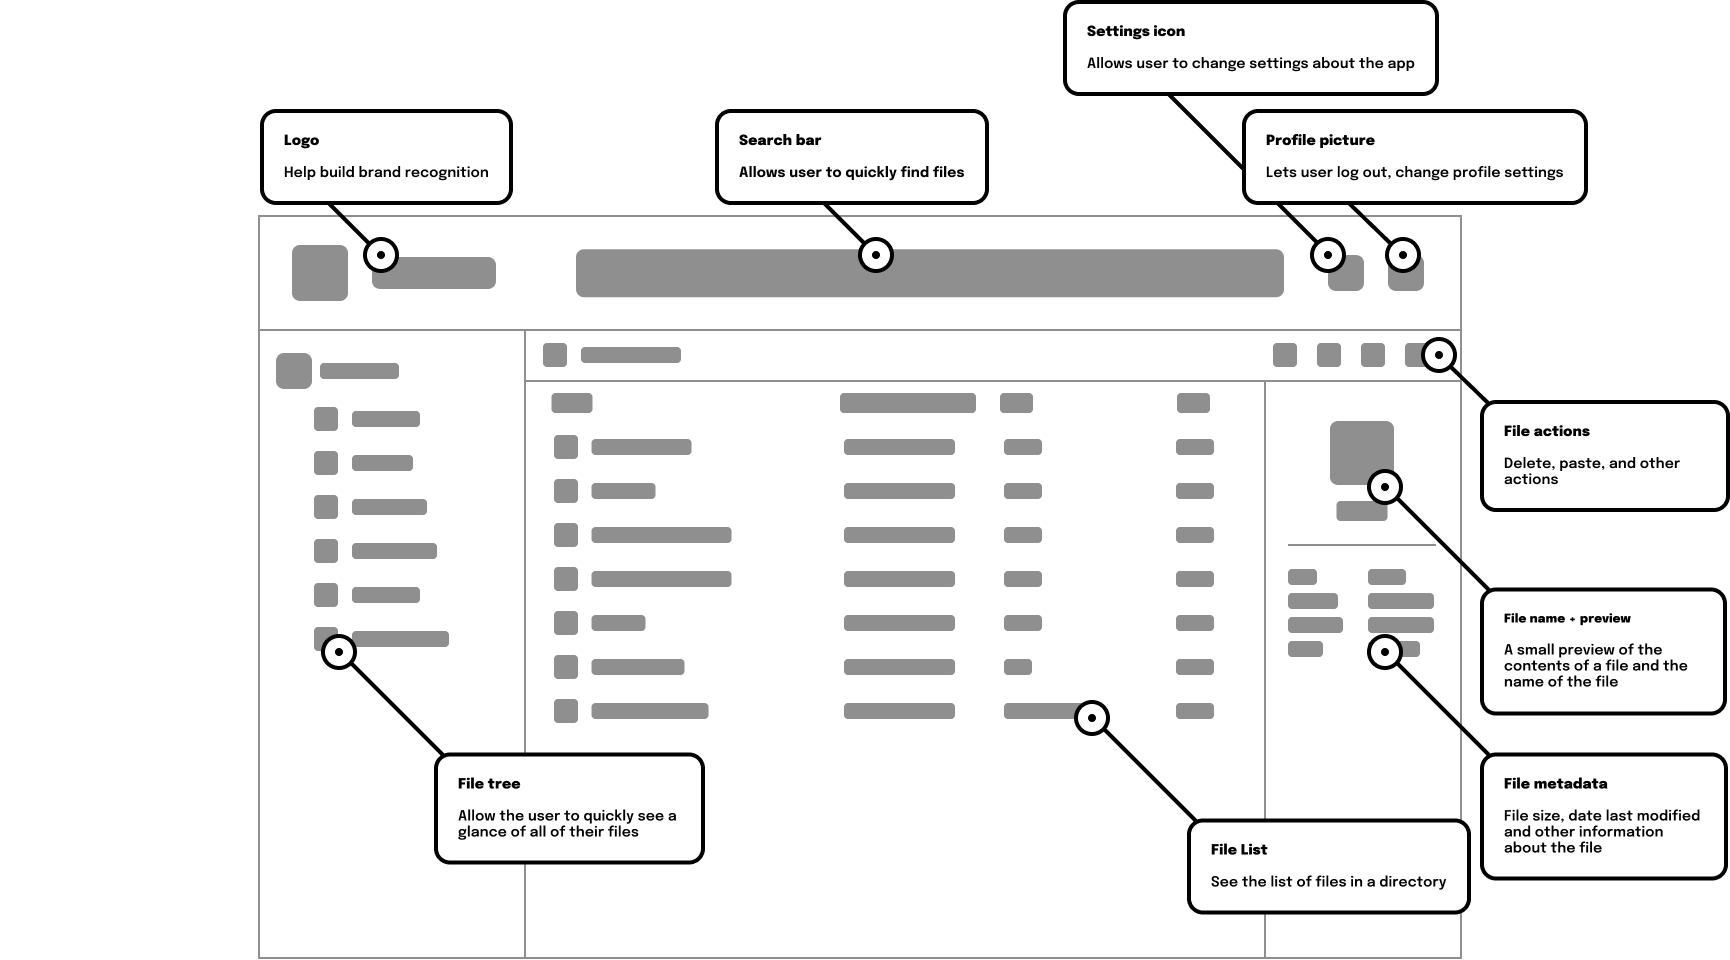 Settings icon
Allows user to change settings about the app
Logo
Help build brand recognition
Search bar
Allows user to quickly find files
Profile picture
Lets user log out, change profile settings
File actions
Delete, paste, and other
actions
File name + preview
A small preview of the
contents of a file and the
name of the file
File tree
Allow the user to quickly see a
glance of all of their files
File metadata
File size, date last modified
and other information
about the file
File List
See the list of files in a directory